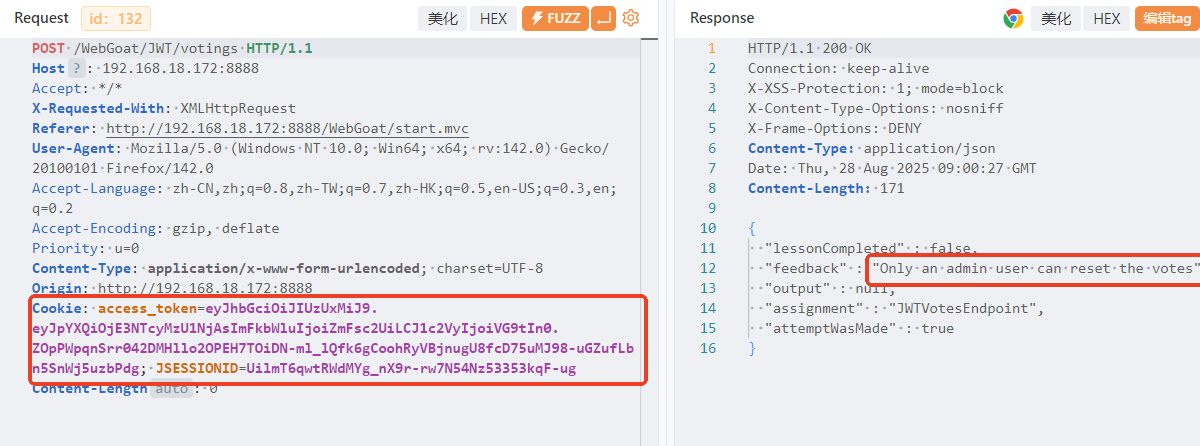 Request id: 132 美化 HEX FUZZ
POST /WebGoat/JWT/votings HTTP/1.1
Host ? : 192.168.18.172:8888
Accept: */*
X-Requested-With: XMLHttpRequest
Referer: http://192.168.18.172:8888/WebGoat/start.mvc
User-Agent: Mozilla/5.0 (Windows NT 10.0; Win64; x64; rv:142.0) Gecko/
20100101 Firefox/142.0
Accept-Language: zh-CN,zh;q=0.8,zh-TW;q=0.7,zh-HK;q=0.5,en-US;q=0.3,en;
q=0.2
Accept-Encoding: gzip, deflate
Priority: u=0
Content-Type: application/x-www-form-urlencoded; charset=UTF-8
Origin: http://192.168.18.172:8888
Cookie: access_token=eyJhbGciOiJIUzUxMiJ9.
eyJpYXQiOjE3NTcyMzU1NjAsImFkbWluIjoiZmFsc2UiLCJ1c2VyIjoiVG9tIn0.
ZOpPWpqnSrr042DMHllo2OPEH7TOiDN-ml_lQfk6gCoohRyVBjnugU8fcD75uMJ98-uGZufLb
n5SnWj5uzbPdg; JSESSIONID=UilmT6qwtRWdMYg_nX9r-rw7N54Nz53353kqF-ug
Content-Length auto : 0
Response 美化 HEX 编辑tag
1 HTTP/1.1 200 OK
2 Connection: keep-alive
3 X-XSS-Protection: 1; mode=block
4 X-Content-Type-Options: nosniff
5 X-Frame-Options: DENY
6 Content-Type: application/json
7 Date: Thu, 28 Aug 2025 09:00:27 GMT
8 Content-Length: 171
9
10 {
11 "lessonCompleted" : false,
12 "feedback" : "Only an admin user can reset the votes"
13 "output" : null,
14 "assignment" : "JWTVotesEndpoint",
15 "attemptWasMade" : true
16 }